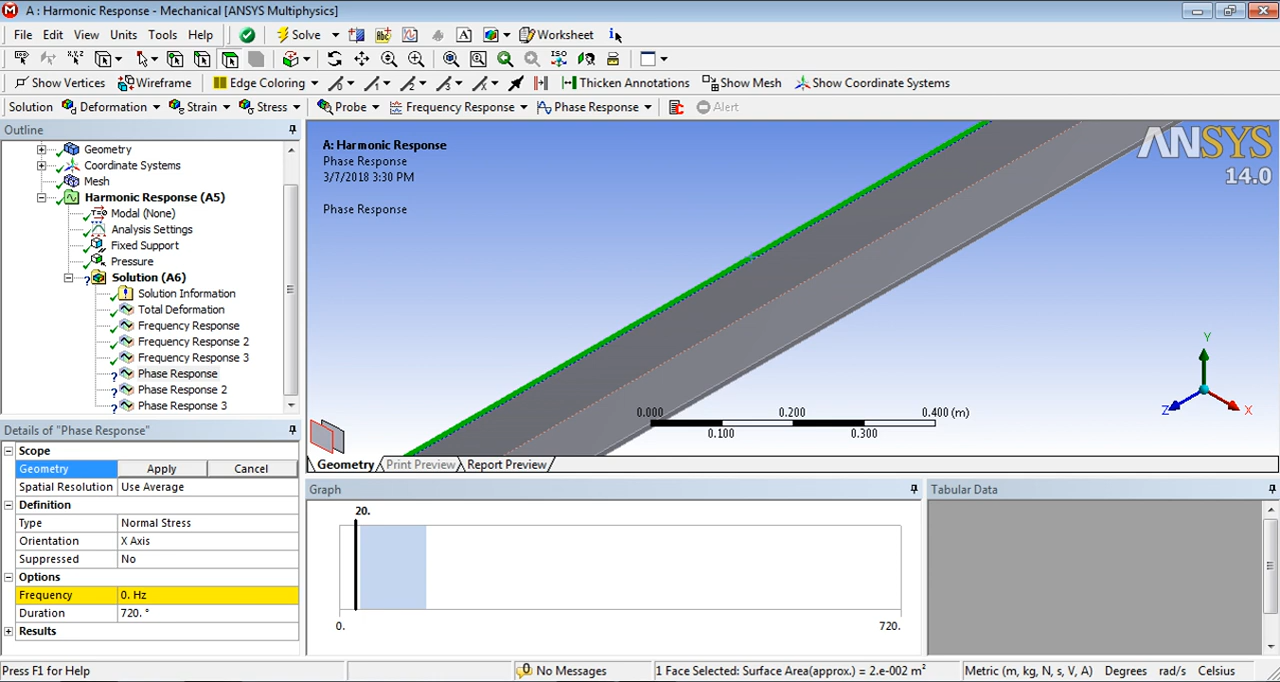 A : Harmonic Response - Mechanical [ANSYS Multiphysics]
File Edit View Units Tools Help Solve Worksheet
Show Vertices Wireframe Edge Coloring Thicken Annotations Show Mesh Show Coordinate Systems
Solution Deformation Strain Stress Probe Frequency Response Phase Response Alert
Outline
Geometry
Coordinate Systems
Mesh
Harmonic Response (A5)
Modal (None)
Analysis Settings
Fixed Support
Pressure
Solution (A6)
Solution Information
Total Deformation
Frequency Response
Frequency Response 2
Frequency Response 3
Phase Response
Phase Response 2
Phase Response 3
Details of "Phase Response"
Scope
Geometry Apply Cancel
Spatial Resolution Use Average
Definition
Type Normal Stress
Orientation X Axis
Suppressed No
Options
Frequency 0. Hz
Duration 720. °
Results
A: Harmonic Response
Phase Response
3/7/2018 3:30 PM
Phase Response
ANSYS
14.0
Y
Z X
0.000 0.200 0.400 (m)
0.100 0.300
Geometry Print Preview Report Preview
Graph
20.
0. 720.
Tabular Data
Press F1 for Help 0 No Messages 1 Face Selected: Surface Area(approx.) = 2.e-002 m² Metric (m, kg, N, s, V, A) Degrees rad/s Celsius